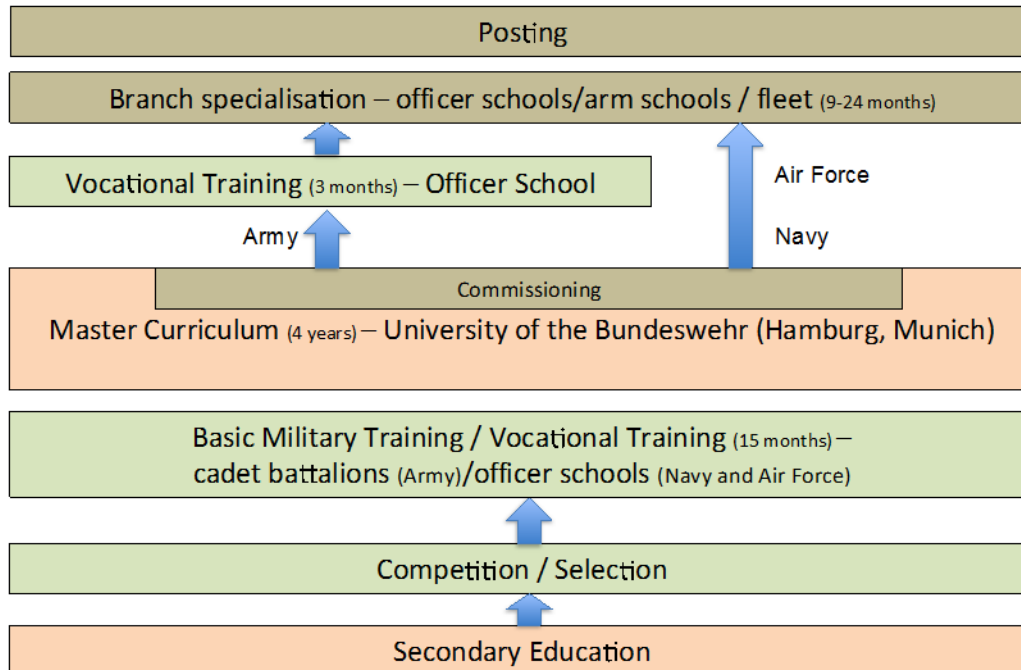 Posting
Branch specialisation – officer schools/arm schools / fleet (9-24 months)
Vocational Training (3 months) – Officer School
Air Force
Army
Navy
Commissioning
Master Curriculum (4 years) – University of the Bundeswehr (Hamburg, Munich)
Basic Military Training / Vocational Training (15 months) –
cadet battalions (Army)/officer schools (Navy and Air Force)
Competition / Selection
Secondary Education